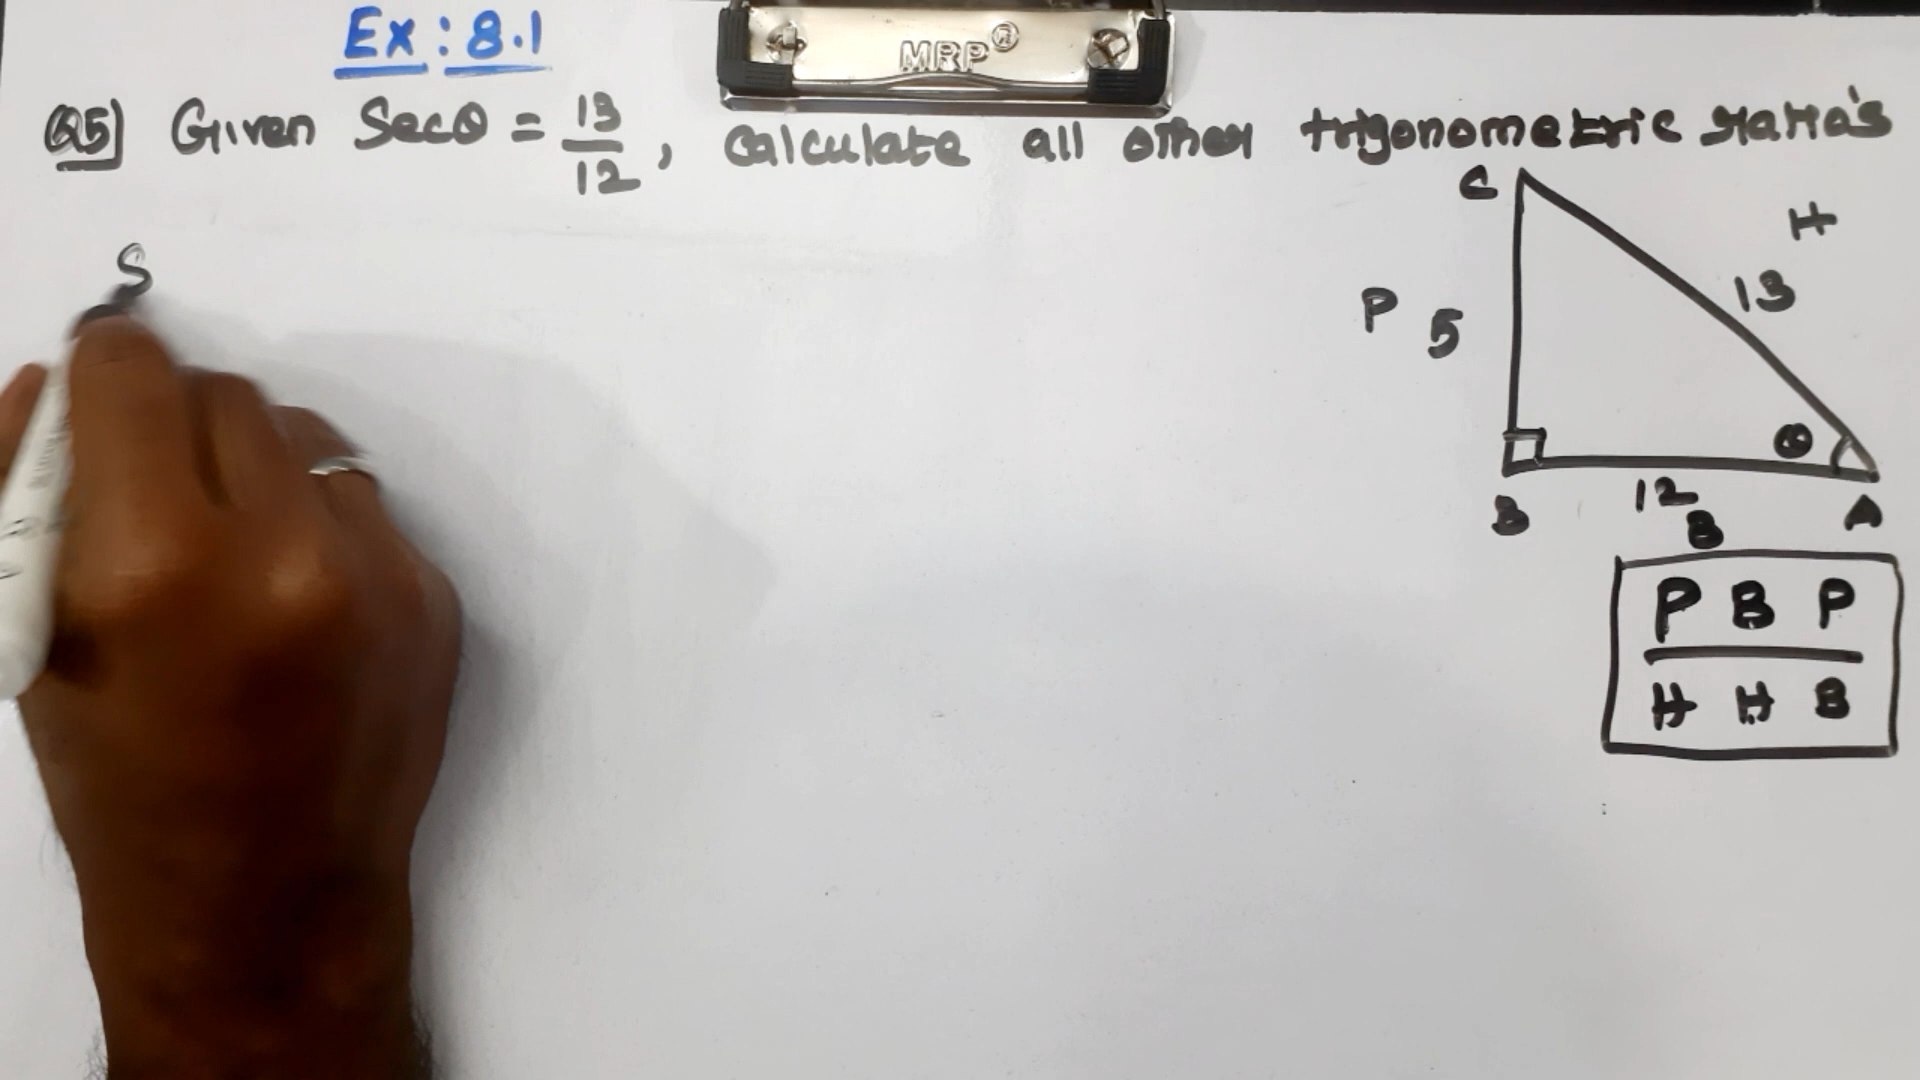 Ex: 8.1
MRP®
Q5] Given Secθ = 13/12, calculate all other trigonometric ratio's
C
H
S
13
P 5
θ
12
B A
B
P B P
H H B